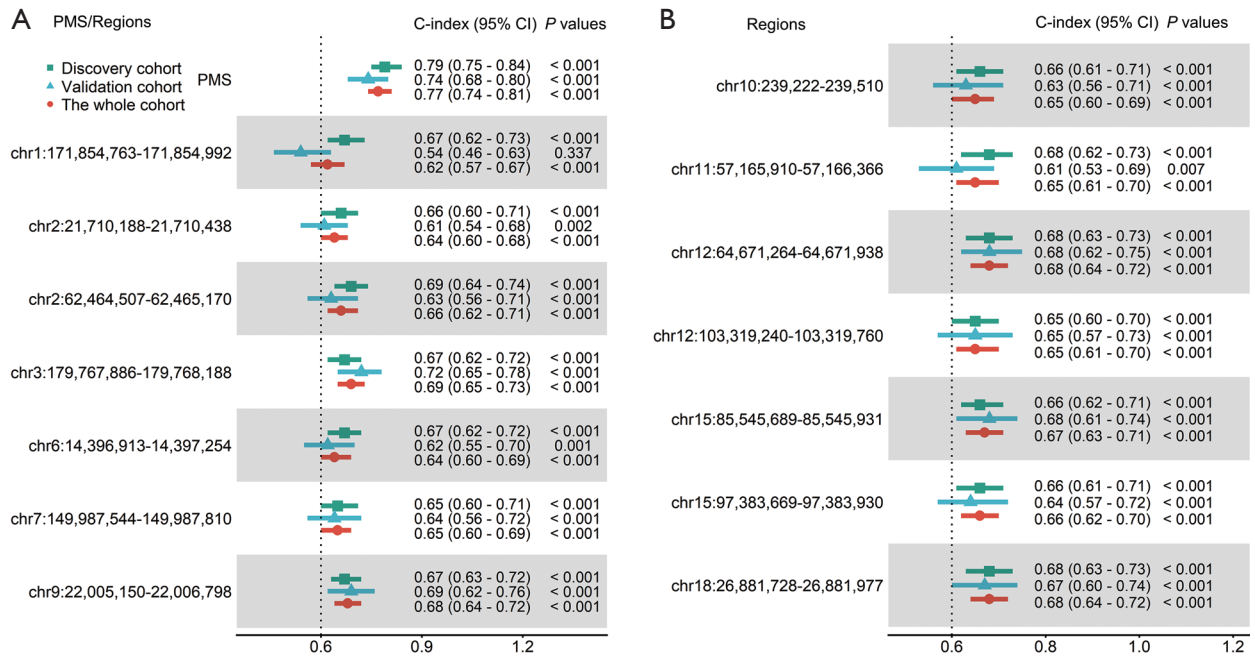 A
PMS/Regions C-index (95% CI) P values
Discovery cohort
Validation cohort
The whole cohort
PMS
0.79 (0.75 - 0.84) < 0.001
0.74 (0.68 - 0.80) < 0.001
0.77 (0.74 - 0.81) < 0.001
chr1:171,854,763-171,854,992
0.67 (0.62 - 0.73) < 0.001
0.54 (0.46 - 0.63) 0.337
0.62 (0.57 - 0.67) < 0.001
chr2:21,710,188-21,710,438
0.66 (0.60 - 0.71) < 0.001
0.61 (0.54 - 0.68) 0.002
0.64 (0.60 - 0.68) < 0.001
chr2:62,464,507-62,465,170
0.69 (0.64 - 0.74) < 0.001
0.63 (0.56 - 0.71) < 0.001
0.66 (0.62 - 0.71) < 0.001
chr3:179,767,886-179,768,188
0.67 (0.62 - 0.72) < 0.001
0.72 (0.65 - 0.78) < 0.001
0.69 (0.65 - 0.73) < 0.001
chr6:14,396,913-14,397,254
0.67 (0.62 - 0.72) < 0.001
0.62 (0.55 - 0.70) 0.001
0.64 (0.60 - 0.69) < 0.001
chr7:149,987,544-149,987,810
0.65 (0.60 - 0.71) < 0.001
0.64 (0.56 - 0.72) < 0.001
0.65 (0.60 - 0.69) < 0.001
chr9:22,005,150-22,006,798
0.67 (0.63 - 0.72) < 0.001
0.69 (0.62 - 0.76) < 0.001
0.68 (0.64 - 0.72) < 0.001
0.6 0.9 1.2
B
Regions C-index (95% CI) P values
chr10:239,222-239,510
0.66 (0.61 - 0.71) < 0.001
0.63 (0.56 - 0.71) < 0.001
0.65 (0.60 - 0.69) < 0.001
chr11:57,165,910-57,166,366
0.68 (0.62 - 0.73) < 0.001
0.61 (0.53 - 0.69) 0.007
0.65 (0.61 - 0.70) < 0.001
chr12:64,671,264-64,671,938
0.68 (0.63 - 0.73) < 0.001
0.68 (0.62 - 0.75) < 0.001
0.68 (0.64 - 0.72) < 0.001
chr12:103,319,240-103,319,760
0.65 (0.60 - 0.70) < 0.001
0.65 (0.57 - 0.73) < 0.001
0.65 (0.61 - 0.70) < 0.001
chr15:85,545,689-85,545,931
0.66 (0.62 - 0.71) < 0.001
0.68 (0.61 - 0.74) < 0.001
0.67 (0.63 - 0.71) < 0.001
chr15:97,383,669-97,383,930
0.66 (0.61 - 0.71) < 0.001
0.64 (0.57 - 0.72) < 0.001
0.66 (0.62 - 0.70) < 0.001
chr18:26,881,728-26,881,977
0.68 (0.63 - 0.73) < 0.001
0.67 (0.60 - 0.74) < 0.001
0.68 (0.64 - 0.72) < 0.001
0.6 0.8 1.0 1.2